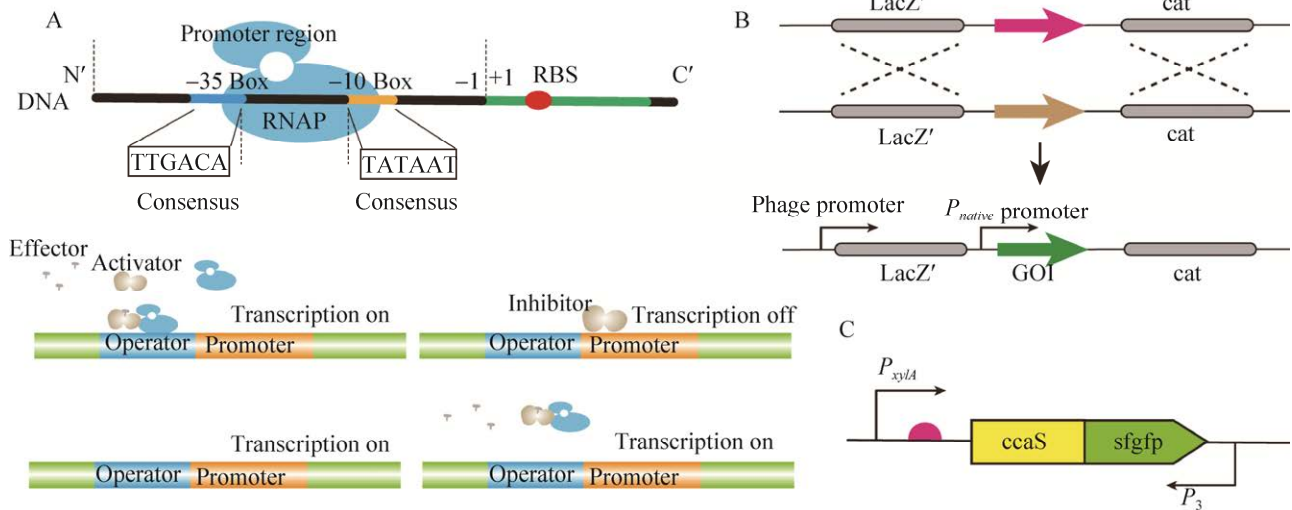 A
Promoter region
N′
−35 Box
−10 Box
−1
+1
RBS
C′
DNA
RNAP
TTGACA
TATAAT
Consensus
Consensus
Effector
Activator
Transcription on
Operator
Promoter
Inhibitor
Transcription off
Operator
Promoter
Transcription on
Operator
Promoter
Transcription on
Operator
Promoter
B
LacZ′
cat
LacZ′
cat
Phage promoter
Pnative promoter
LacZ′
GOI
cat
C
PxylA
ccaS
sfgfp
P3